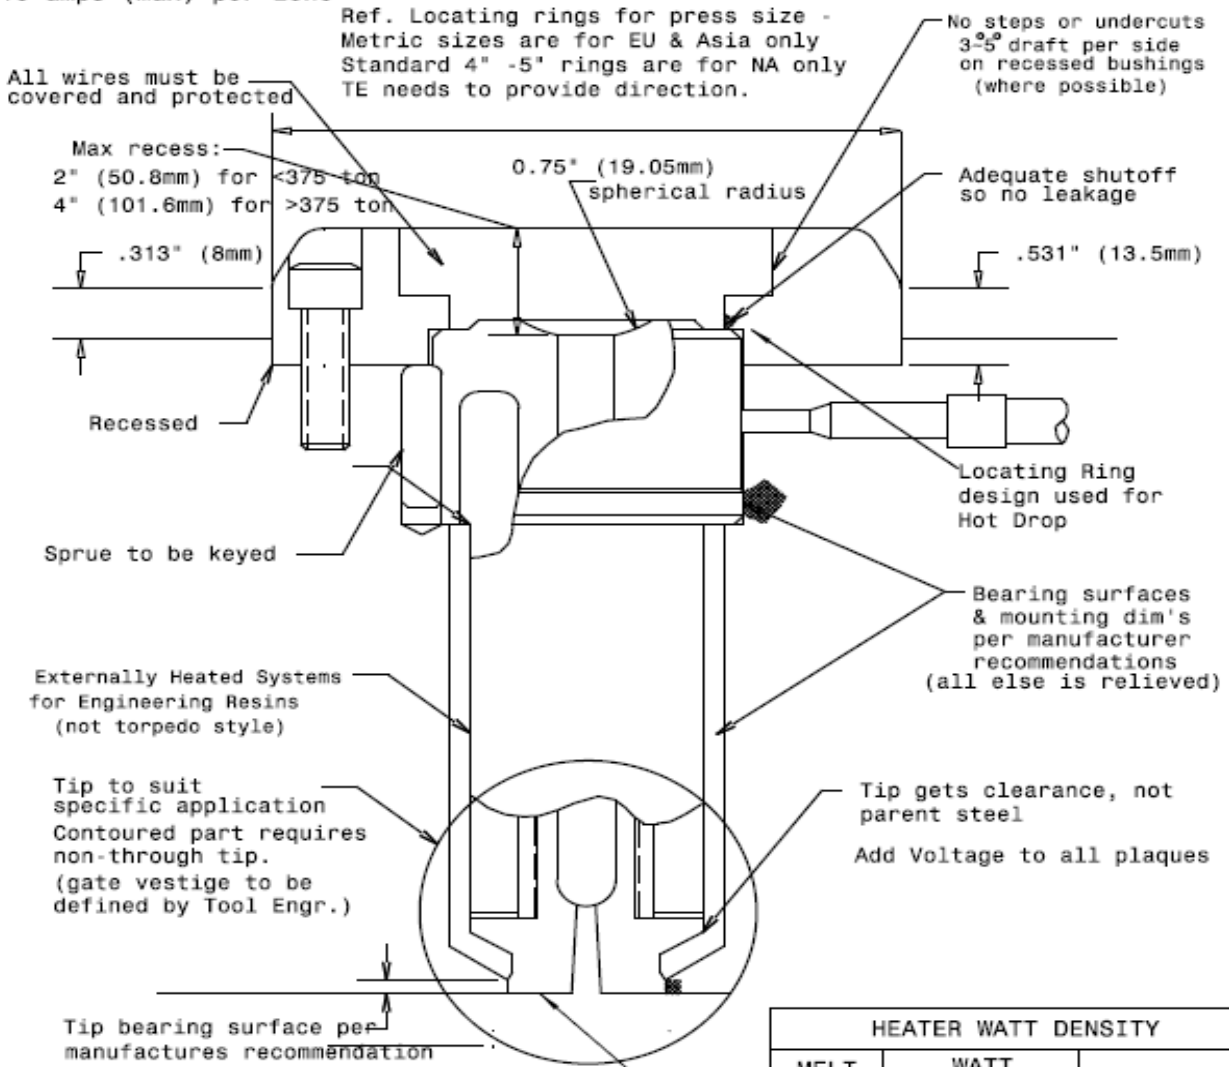 amps (max) per zone
Ref. Locating rings for press size -
Metric sizes are for EU & Asia only
Standard 4" -5" rings are for NA only
TE needs to provide direction.
No steps or undercuts
3-5° draft per side
on recessed bushings
(where possible)
All wires must be
covered and protected
Max recess:
2" (50.8mm) for <375 ton
4" (101.6mm) for >375 ton
0.75" (19.05mm)
spherical radius
Adequate shutoff
so no leakage
.313" (8mm)
.531" (13.5mm)
Recessed
Locating Ring
design used for
Hot Drop
Sprue to be keyed
Bearing surfaces
& mounting dim's
per manufacturer
recommendations
(all else is relieved)
Externally Heated Systems
for Engineering Resins
(not torpedo style)
Tip to suit
specific application
Contoured part requires
non-through tip.
(gate vestige to be
defined by Tool Engr.)
Tip gets clearance, not
parent steel
Add Voltage to all plaques
Tip bearing surface per
manufactures recommendation
HEATER WATT DENSITY
MELT
WATT